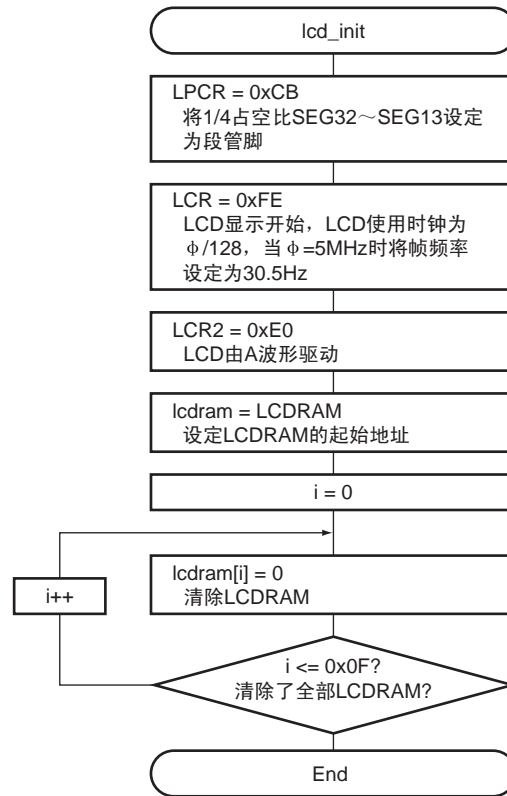 lcd_init
LPCR = 0xCB
将1/4占空比SEG32～SEG13设定
为段管脚
LCR = 0xFE
LCD显示开始，LCD使用时钟为
φ/128，当φ=5MHz时将帧频率
设定为30.5Hz
LCR2 = 0xE0
LCD由A波形驱动
lcdram = LCDRAM
设定LCDRAM的起始地址
i = 0
lcdram[i] = 0
清除LCDRAM
i++
i <= 0x0F?
清除了全部LCDRAM?
End